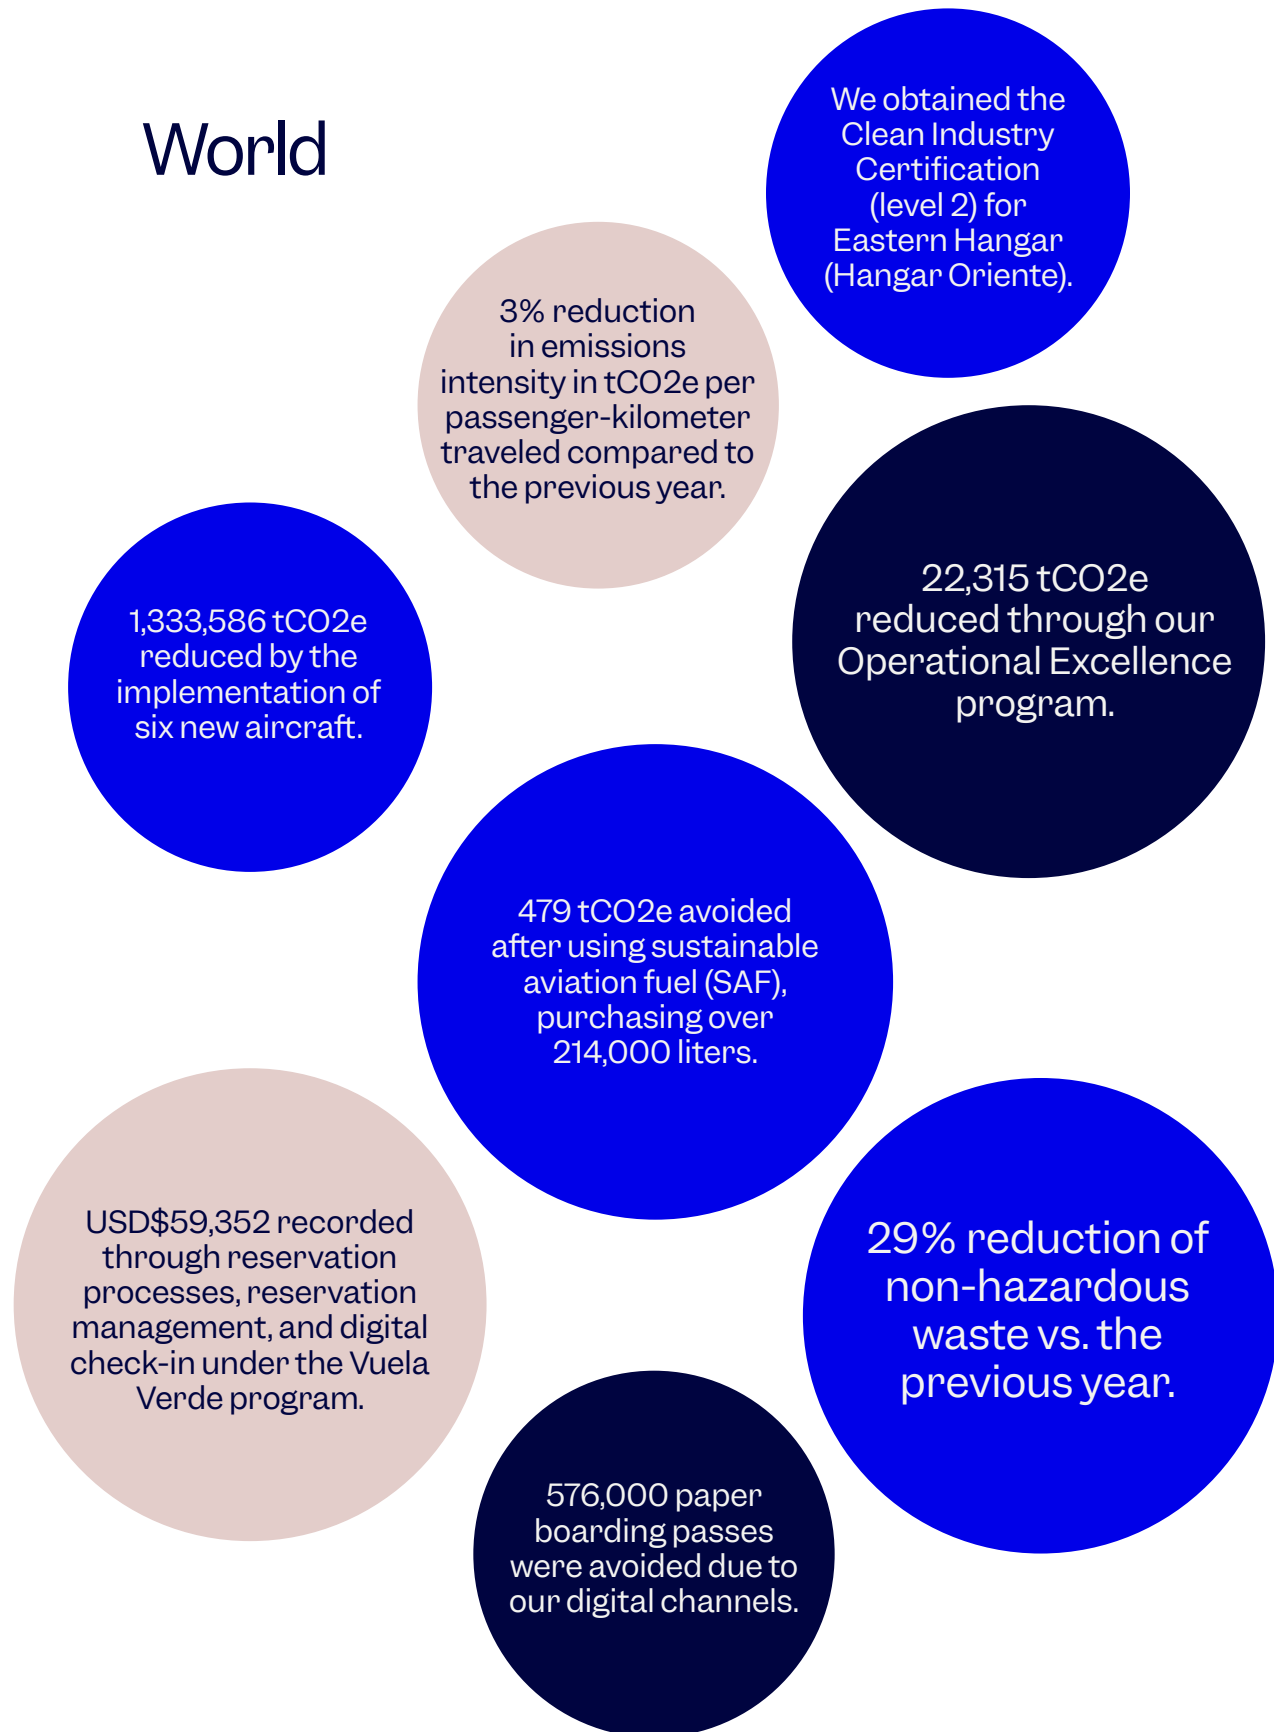 World
We obtained the
Clean Industry
Certification
(level 2) for
Eastern Hangar
(Hangar Oriente).
3% reduction
in emissions
intensity in tCO2e per
passenger-kilometer
traveled compared to
the previous year.
22,315 tCO2e
reduced through our
Operational Excellence
program.
1,333,586 tCO2e
reduced by the
implementation of
six new aircraft.
479 tCO2e avoided
after using sustainable
aviation fuel (SAF),
purchasing over
214,000 liters.
USD$59,352 recorded
through reservation
processes, reservation
management, and digital
check-in under the Vuela
Verde program.
29% reduction of
non-hazardous
waste vs. the
previous year.
576,000 paper
boarding passes
were avoided due to
our digital channels.